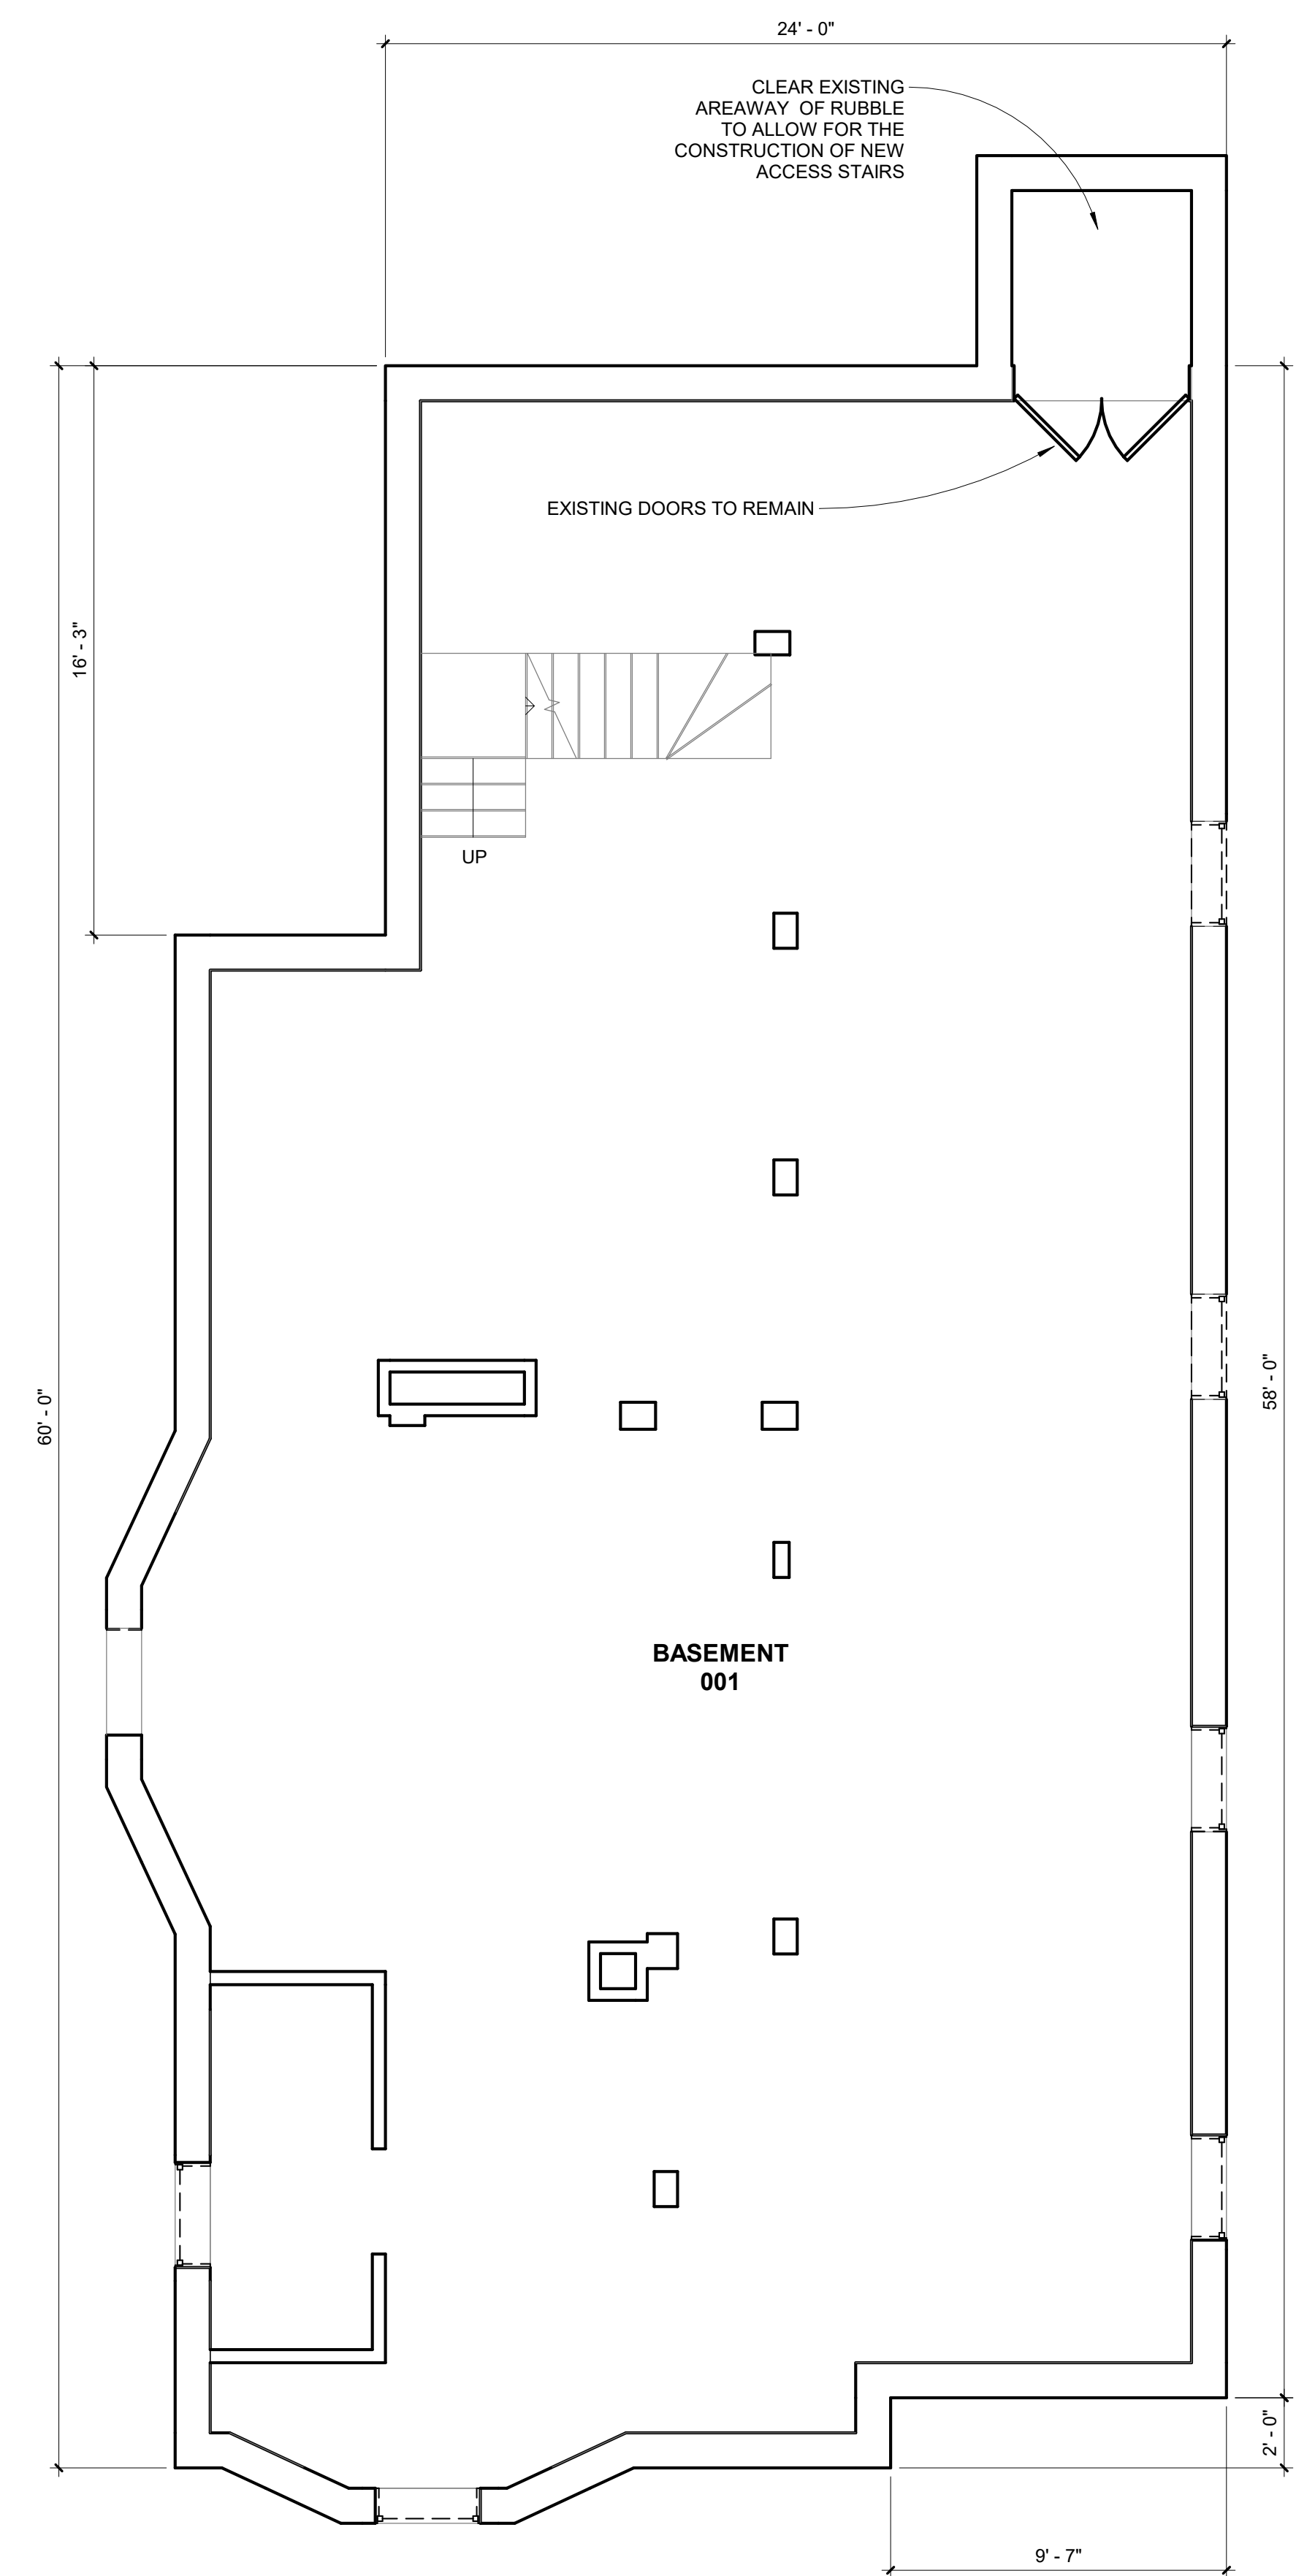 24' - 0"
CLEAR EXISTING
AREAWAY OF RUBBLE
TO ALLOW FOR THE
CONSTRUCTION OF NEW
ACCESS STAIRS
EXISTING DOORS TO REMAIN
16' - 3"
UP
60' - 0"
58' - 0"
BASEMENT
001
2' - 0"
9' - 7"